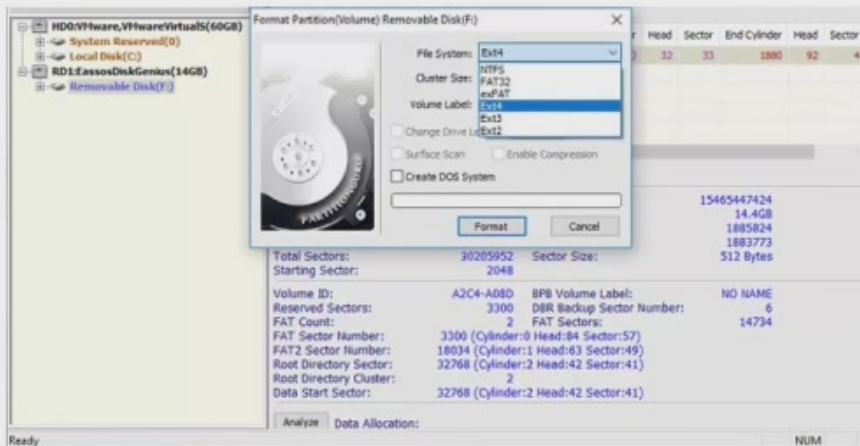 HD0:VMware,VMwareVirtualS(60GB)
System Reserved(0)
Local Disk(C:)
RD1:EassosDiskGenius(14GB)
Removable Disk(F:)
Format Partition(Volume) Removable Disk(F:)
File System: Ext4
NTFS
FAT32
exFAT
Ext4
Ext3
Ext2
Cluster Size:
Volume Label:
Change Drive Le
Surface Scan Enable Compression
Create DOS System
Format Cancel
PARTITIONGURU
r Head Sector End Cylinder Head Sector
32 33 1880 92 4
15465447424
14.4GB
1885824
1883773
Total Sectors: 30205952 Sector Size: 512 Bytes
Starting Sector: 2048
Volume ID: A2C4-A08D BPB Volume Label: NO NAME
Reserved Sectors: 3300 DBR Backup Sector Number: 6
FAT Count: 2 FAT Sectors: 14734
FAT Sector Number: 3300 (Cylinder:0 Head:84 Sector:57)
FAT2 Sector Number: 18034 (Cylinder:1 Head:63 Sector:49)
Root Directory Sector: 32768 (Cylinder:2 Head:42 Sector:41)
Root Directory Cluster: 2
Data Start Sector: 32768 (Cylinder:2 Head:42 Sector:41)
Analyze Data Allocation:
Ready NUM